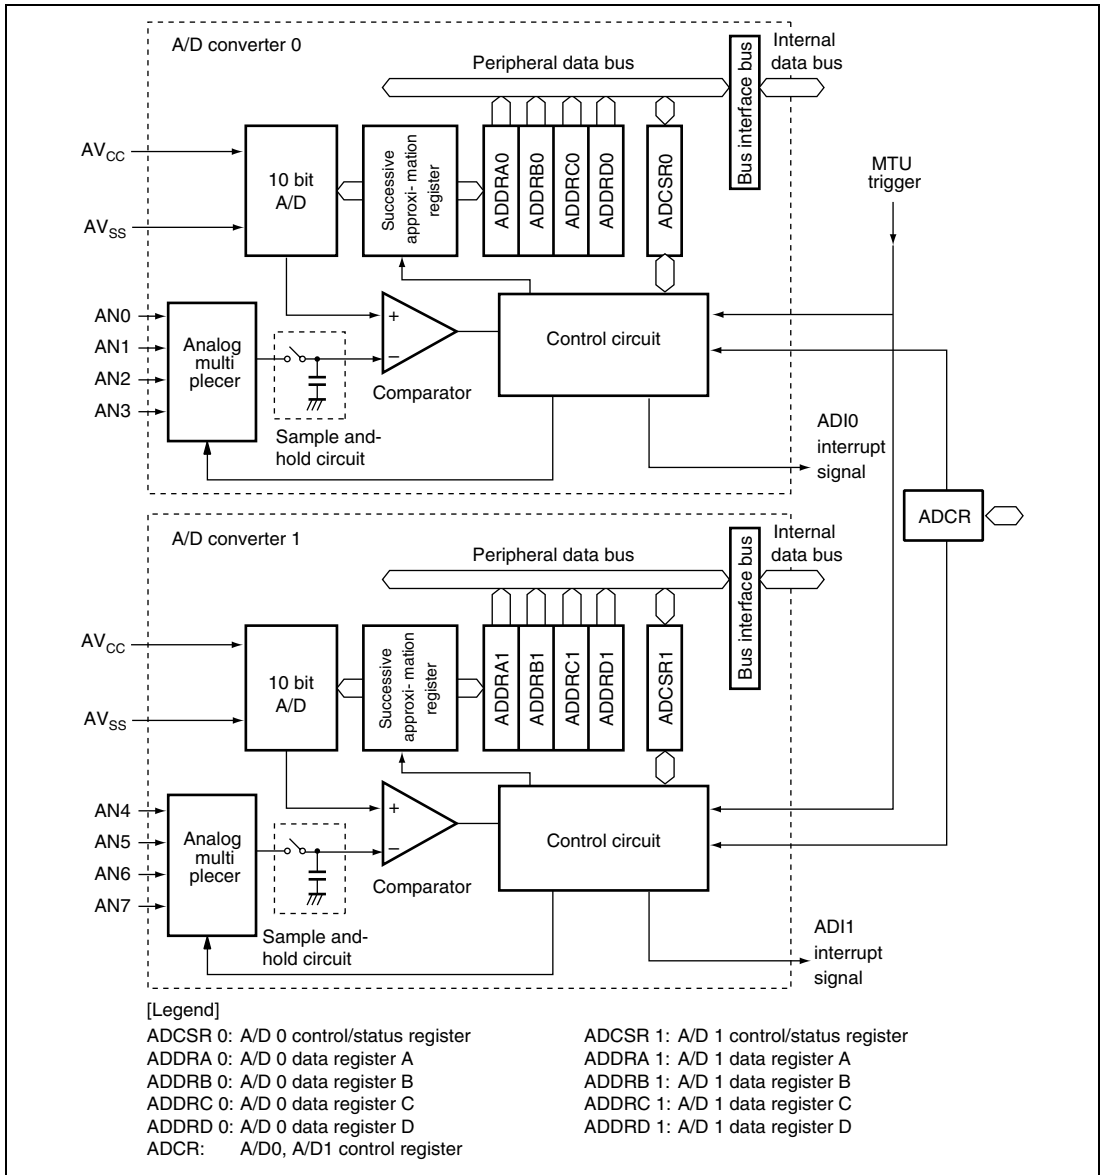 A/D converter 0
Peripheral data bus
Bus interface bus
Internal
data bus
AVCC
AVSS
10 bit
A/D
Successive
approxi- mation
register
ADDRA0
ADDRB0
ADDRC0
ADDRD0
ADCSR0
MTU
trigger
AN0
AN1
AN2
AN3
Analog
multi
plecer
+
−
Comparator
Sample and-
hold circuit
Control circuit
ADI0
interrupt
signal
ADCR
A/D converter 1
Peripheral data bus
Bus interface bus
Internal
data bus
AVCC
AVSS
10 bit
A/D
Successive
approxi- mation
register
ADDRA1
ADDRB1
ADDRC1
ADDRD1
ADCSR1
AN4
AN5
AN6
AN7
Analog
multi
plecer
+
−
Comparator
Sample and-
hold circuit
Control circuit
ADI1
interrupt
signal
[Legend]
ADCSR 0: A/D 0 control/status register
ADDRA 0: A/D 0 data register A
ADDRB 0: A/D 0 data register B
ADDRC 0: A/D 0 data register C
ADDRD 0: A/D 0 data register D
ADCR: A/D0, A/D1 control register
ADCSR 1: A/D 1 control/status register
ADDRA 1: A/D 1 data register A
ADDRB 1: A/D 1 data register B
ADDRC 1: A/D 1 data register C
ADDRD 1: A/D 1 data register D